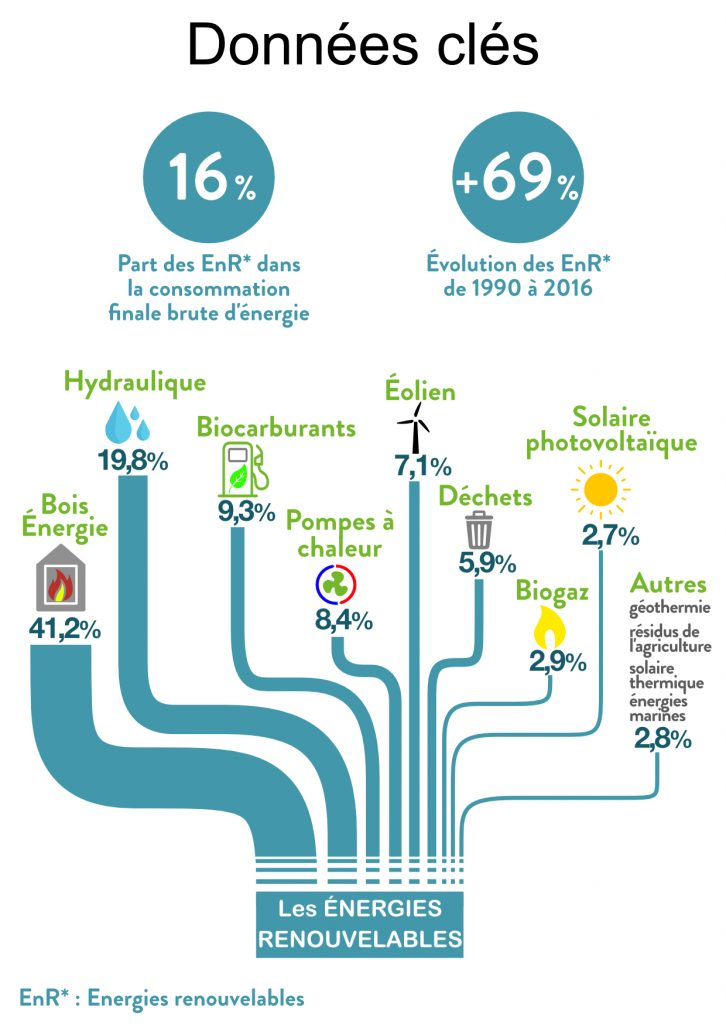 Données clés
16%
Part des EnR* dans
la consommation
finale brute d'énergie
+69%
Évolution des EnR*
de 1990 à 2016
Bois
Énergie
41,2%
Hydraulique
19,8%
Biocarburants
9,3%
Pompes à
chaleur
8,4%
Éolien
7,1%
Déchets
5,9%
Biogaz
2,9%
Solaire
photovoltaïque
2,7%
Autres
géothermie
résidus de
l'agriculture
solaire
thermique
énergies
marines
2,8%
Les ÉNERGIES
RENOUVELABLES
EnR* : Energies renouvelables